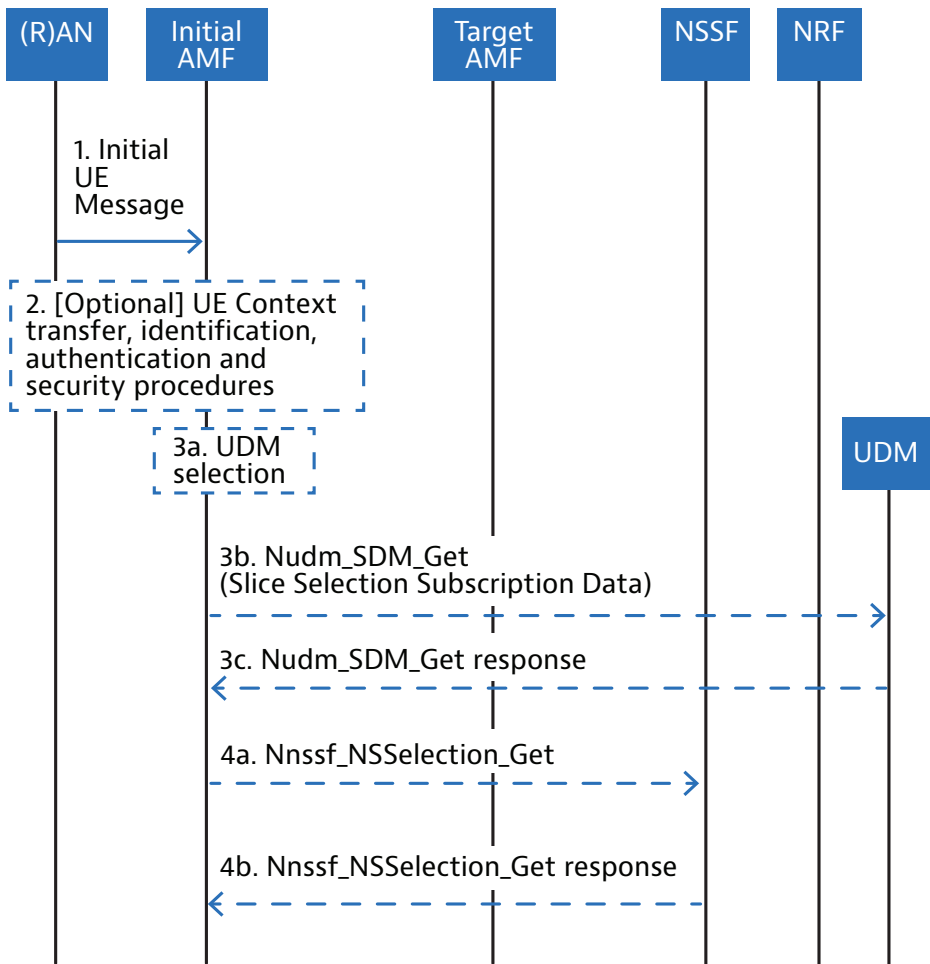 (R)AN
Initial
AMF
Target
AMF
NSSF
NRF
1. Initial
UE
Message
2. [Optional] UE Context
transfer, identification,
authentication and
security procedures
3a. UDM
selection
UDM
3b. Nudm_SDM_Get
(Slice Selection Subscription Data)
3c. Nudm_SDM_Get response
4a. Nnssf_NSSelection_Get
4b. Nnssf_NSSelection_Get response